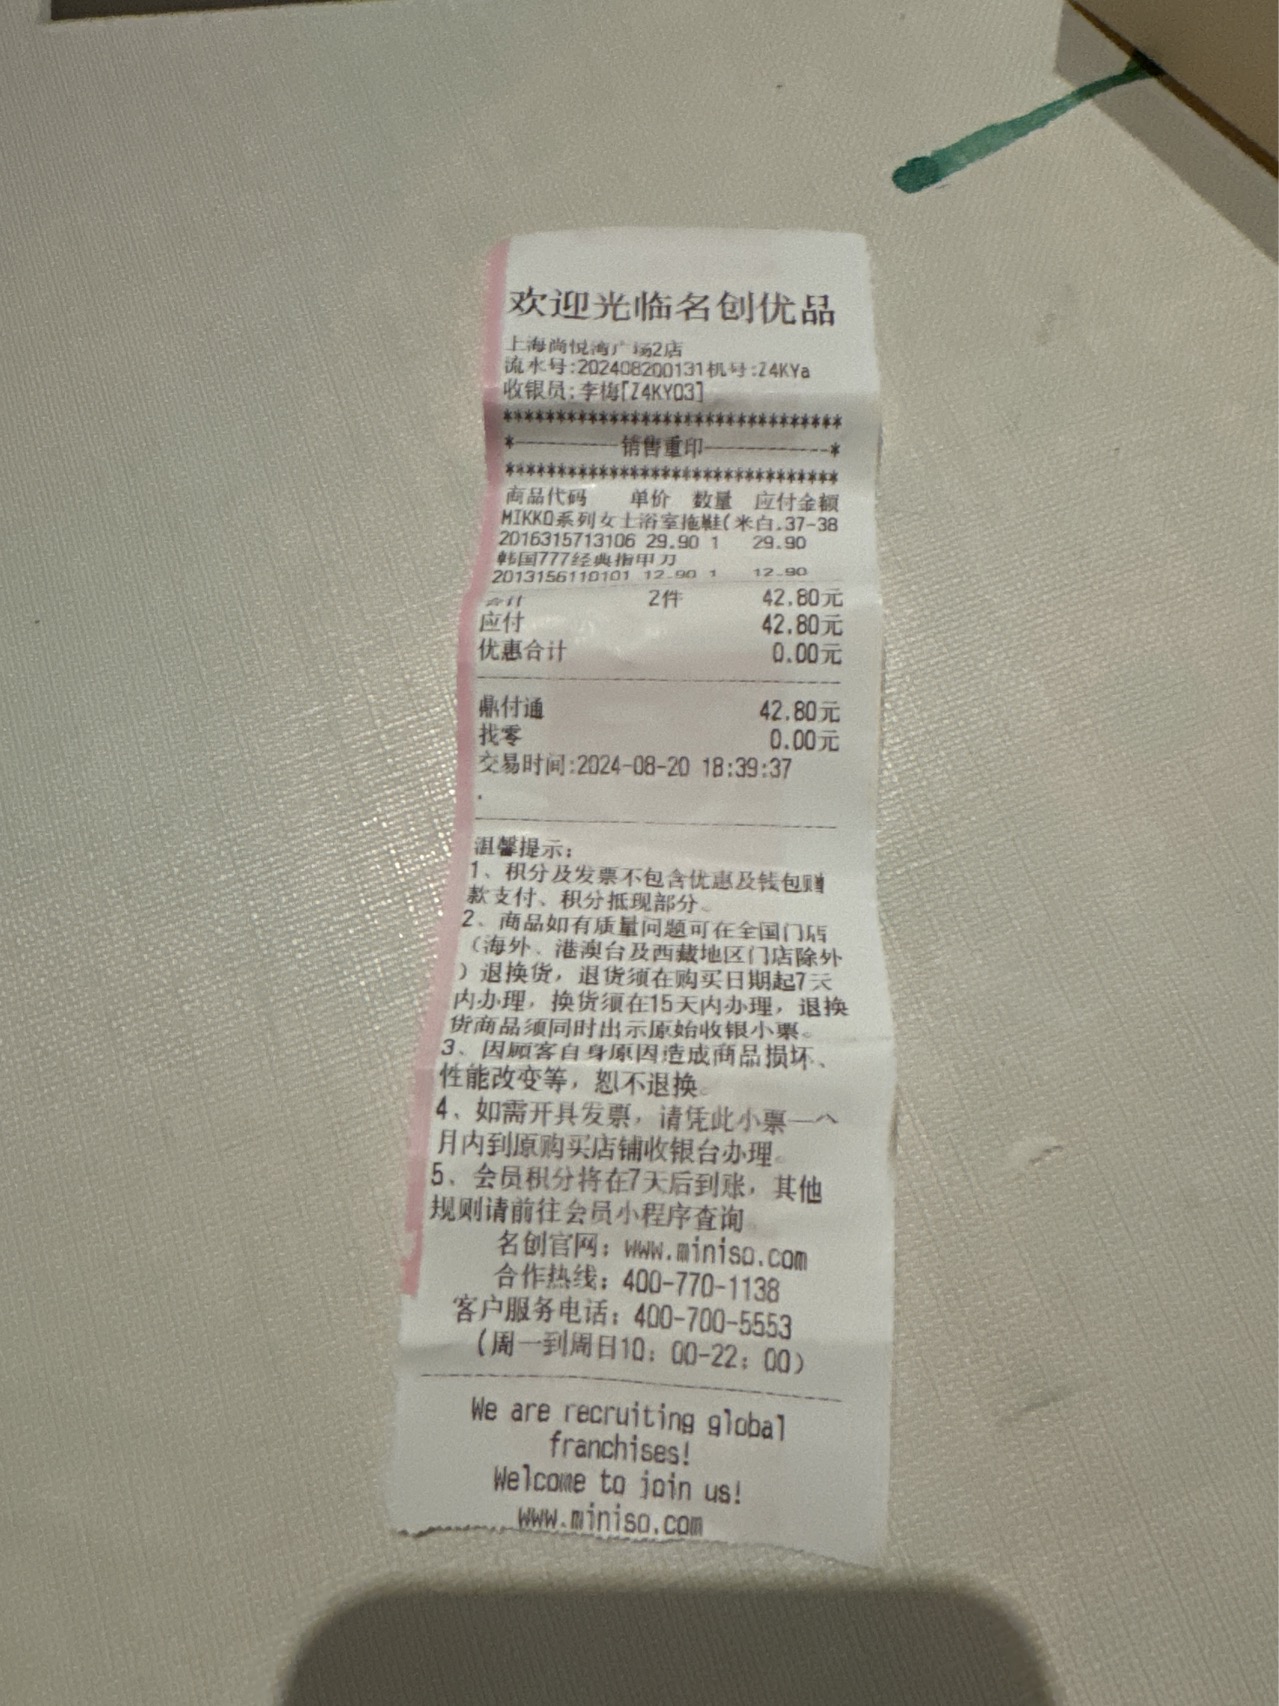 欢迎光临名创优品
上海尚悦湾广场2店
流水号:202408200131机号:Z4KYa
收银员:李梅[Z4KY03]
********************************
*----------销售重印------------*
********************************
商品代码 单价 数量 应付金额
MIKKO系列女士浴室拖鞋(米白.37-38
2016315713106 29.90 1 29.90
韩国777经典指甲刀
2013156110101 12.90 1 12.90
合计 2件 42.80元
应付 42.80元
优惠合计 0.00元
鼎付通 42.80元
找零 0.00元
交易时间:2024-08-20 18:39:37
.
温馨提示:
1、积分及发票不包含优惠及钱包赠
款支付、积分抵现部分。
2、商品如有质量问题可在全国门店
(海外、港澳台及西藏地区门店除外
)退换货,退货须在购买日期起7天
内办理,换货须在15天内办理,退换
货商品须同时出示原始收银小票。
3、因顾客自身原因造成商品损坏、
性能改变等,恕不退换。
4、如需开具发票,请凭此小票一个
月内到原购买店铺收银台办理。
5、会员积分将在7天后到账,其他
规则请前往会员小程序查询。
名创官网:www.miniso.com
合作热线:400-770-1138
客户服务电话:400-700-5553
(周一到周日10:00-22:00)
We are recruiting global
franchises!
Welcome to join us!
www.miniso.com